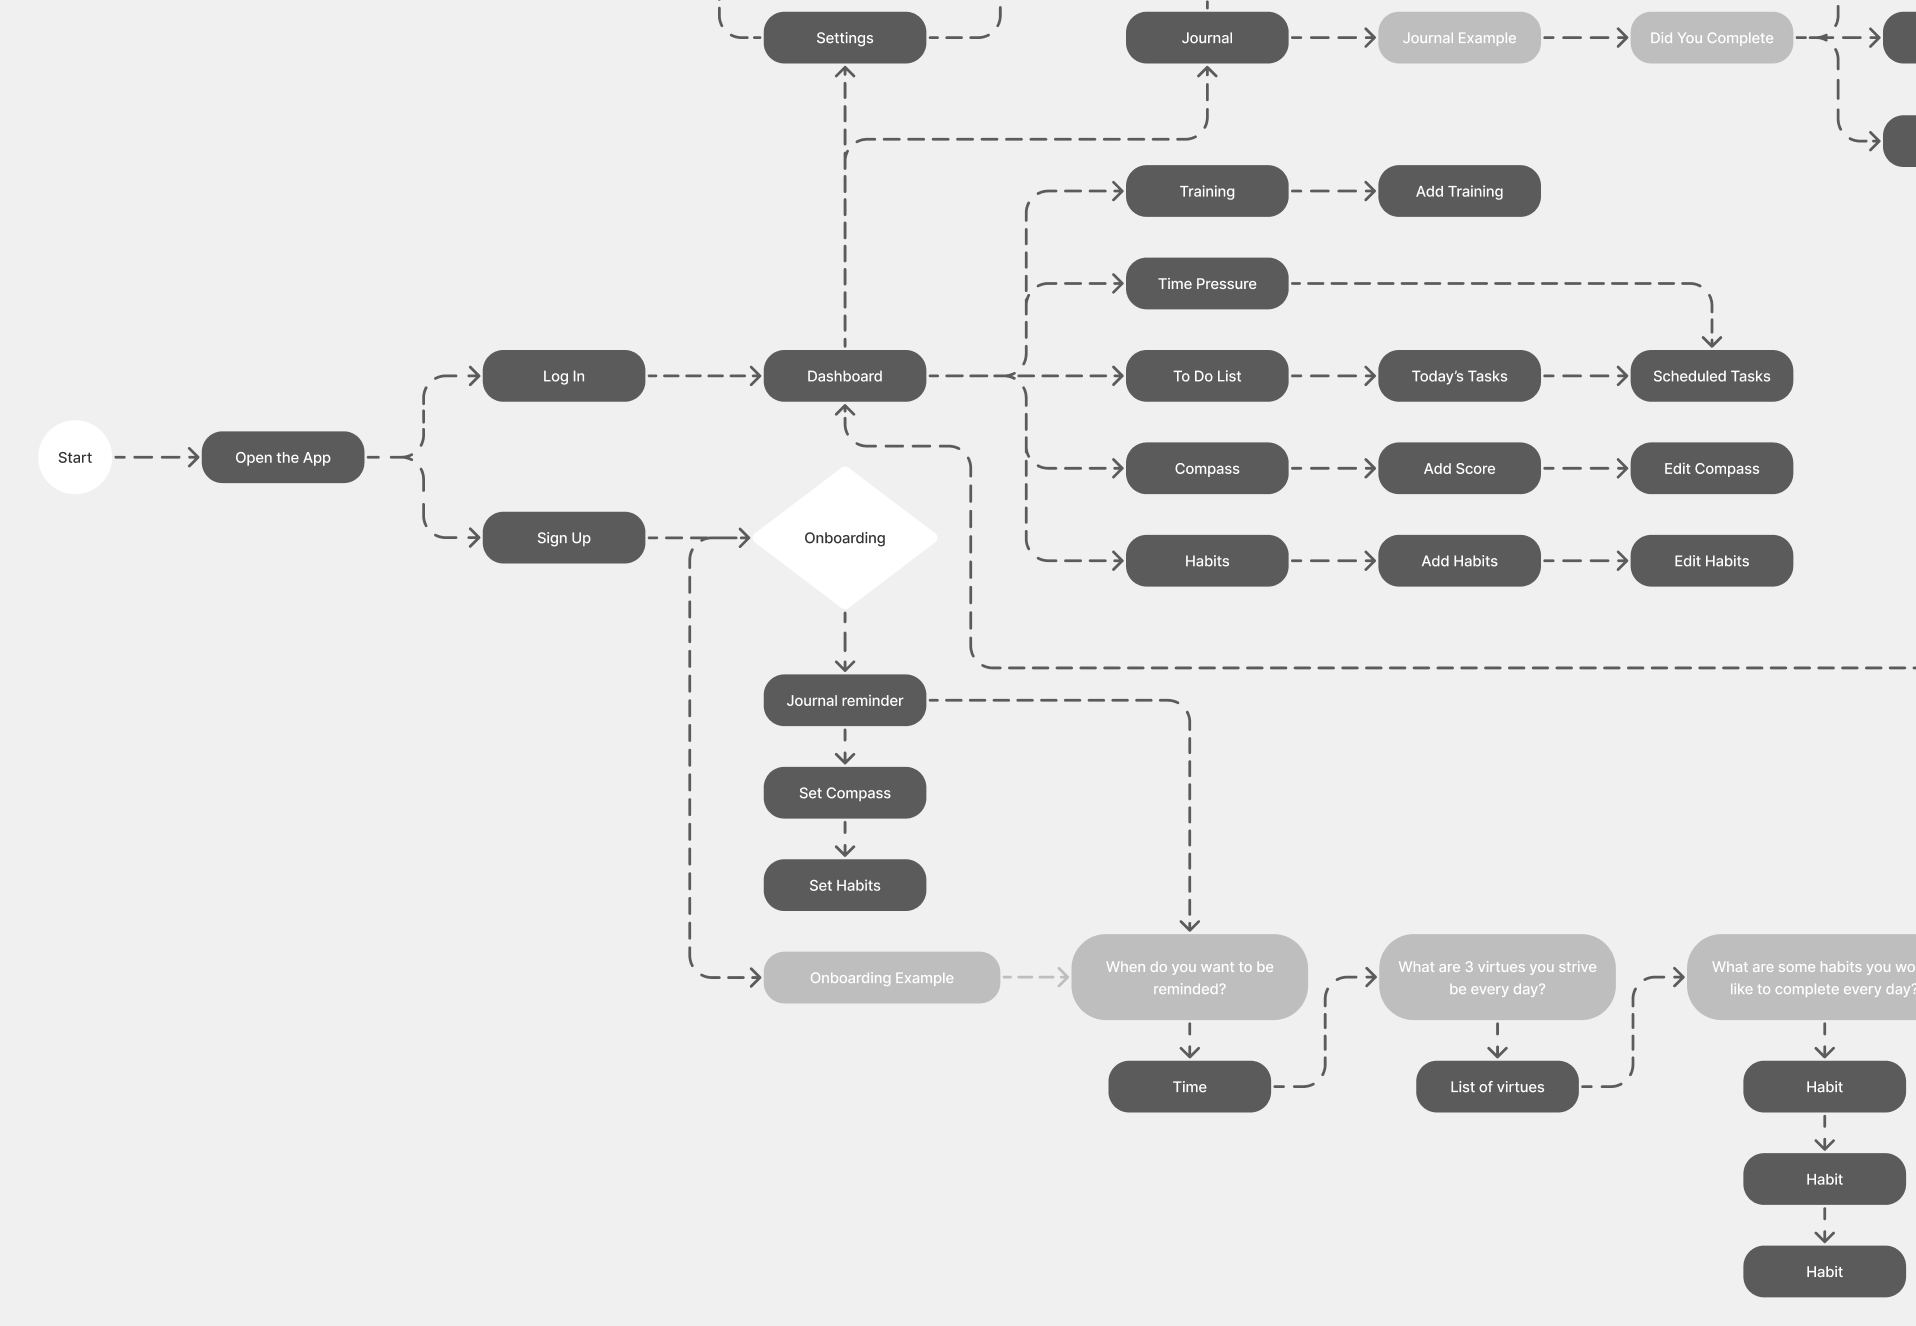 Settings
Journal
Journal Example
Did You Complete
Training
Add Training
Time Pressure
Log In
Dashboard
To Do List
Today's Tasks
Scheduled Tasks
Start
Open the App
Compass
Add Score
Edit Compass
Sign Up
Onboarding
Habits
Add Habits
Edit Habits
Journal reminder
Set Compass
Set Habits
Onboarding Example
When do you want to be
reminded?
What are 3 virtues you strive
be every day?
What are some habits you
like to complete every day?
Time
List of virtues
Habit
Habit
Habit